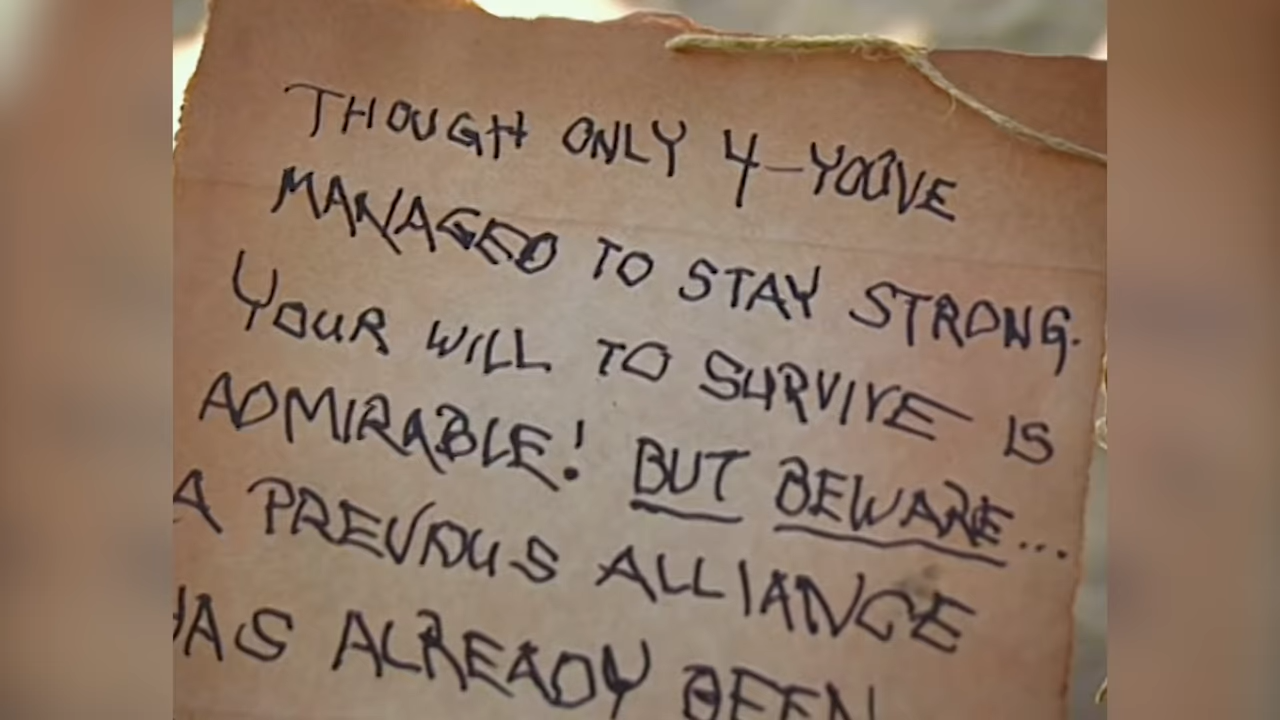 THOUGH ONLY 4-YOU'VE
MANAGED TO STAY STRONG.
YOUR WILL TO SURVIVE IS
ADMIRABLE! BUT BEWARE...
A PREVIOUS ALLIANCE
HAS ALREADY BEEN